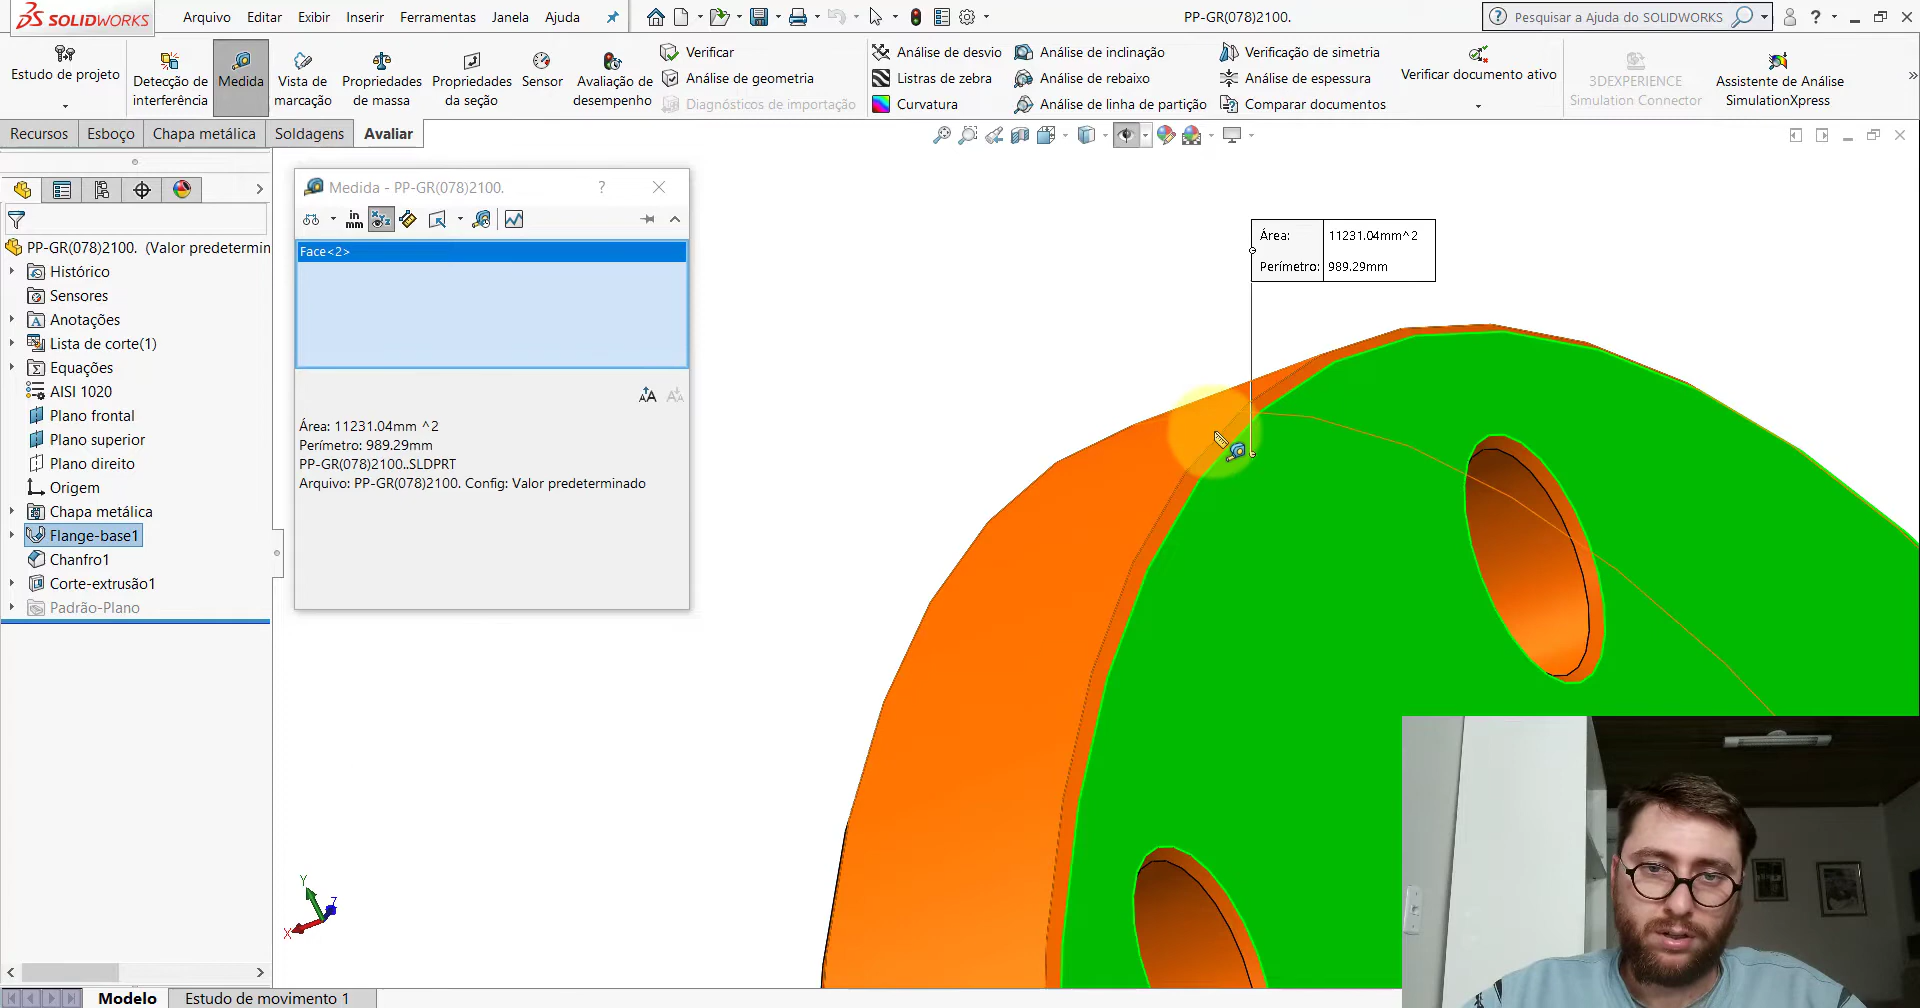 SOLIDWORKS
Arquivo
Editar
Exibir
Inserir
Ferramentas
Janela
Ajuda
PP-GR(078)2100.
Pesquisar a Ajuda do SOLIDWORKS
?
Estudo de projeto
Detecção de
interferência
Medida
Vista de
marcação
Propriedades
de massa
Propriedades
da seção
Sensor
Avaliação de
desempenho
Verificar
Análise de geometria
Diagnósticos de importação
Análise de desvio
Listras de zebra
Curvatura
Análise de inclinação
Análise de rebaixo
Análise de linha de partição
Verificação de simetria
Análise de espessura
Comparar documentos
Verificar documento ativo
3DEXPERIENCE
Simulation Connector
Assistente de Análise
SimulationXpress
Recursos
Esboço
Chapa metálica
Soldagens
Avaliar
PP-GR(078)2100. (Valor predetermin
Histórico
Sensores
Anotações
Lista de corte(1)
Equações
AISI 1020
Plano frontal
Plano superior
Plano direito
Origem
Chapa metálica
Flange-base1
Chanfro1
Corte-extrusão1
Padrão-Plano
Medida - PP-GR(078)2100.
?
in
mm
Face<2>
Área: 11231.04mm ^2
Perímetro: 989.29mm
PP-GR(078)2100..SLDPRT
Arquivo: PP-GR(078)2100. Config: Valor predeterminado
Área: 11231.04mm^2
Perímetro: 989.29mm
Y
Z
X
Modelo
Estudo de movimento 1